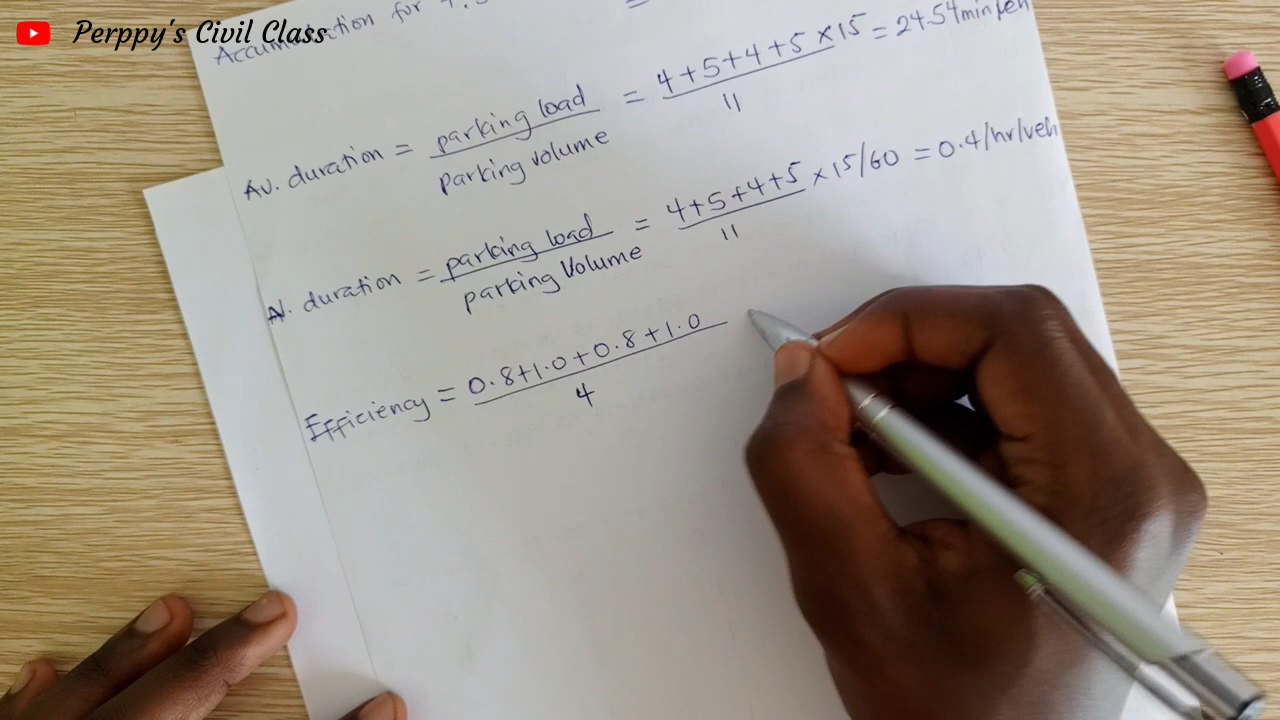 Perppy's Civil Class
Accumulation for
Av. duration = parking load / parking volume = 4+5+4+5 ×15 / 11 = 24.54min/veh
Av. duration = parking load / parking Volume = 4+5+4+5 / 11 × 15/60 = 0.4/hr/veh
Efficiency = 0.8+1.0+0.8+1.0 / 4